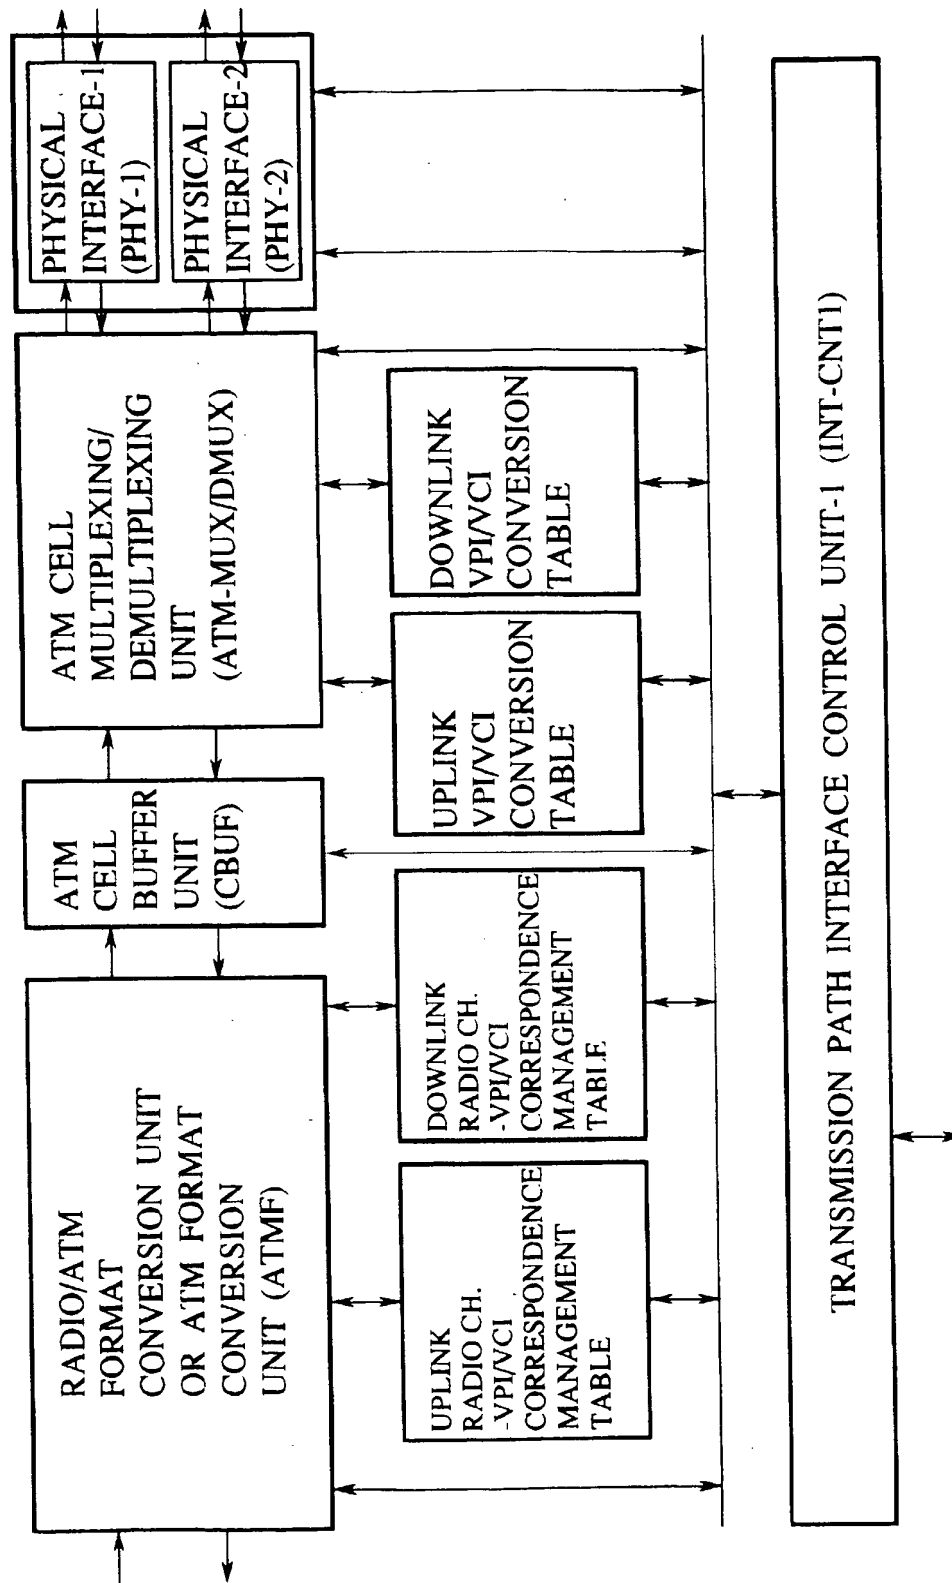 RADIO/ATM
FORMAT
CONVERSION UNIT
OR ATM FORMAT
CONVERSION
UNIT (ATMF)
ATM
CELL
BUFFER
UNIT
(CBUF)
ATM CELL
MULTIPLEXING/
DEMULTIPLEXING
UNIT
(ATM-MUX/DMUX)
PHYSICAL
INTERFACE-1
(PHY-1)
PHYSICAL
INTERFACE-2
(PHY-2)
UPLINK
RADIO CH.
-VPI/VCI
CORRESPONDENCE
MANAGEMENT
TABLE
DOWNLINK
RADIO CH.
-VPI/VCI
CORRESPONDENCE
MANAGEMENT
TABLE
UPLINK
VPI/VCI
CONVERSION
TABLE
DOWNLINK
VPI/VCI
CONVERSION
TABLE
TRANSMISSION PATH INTERFACE CONTROL UNIT-1 (INT-CNT1)